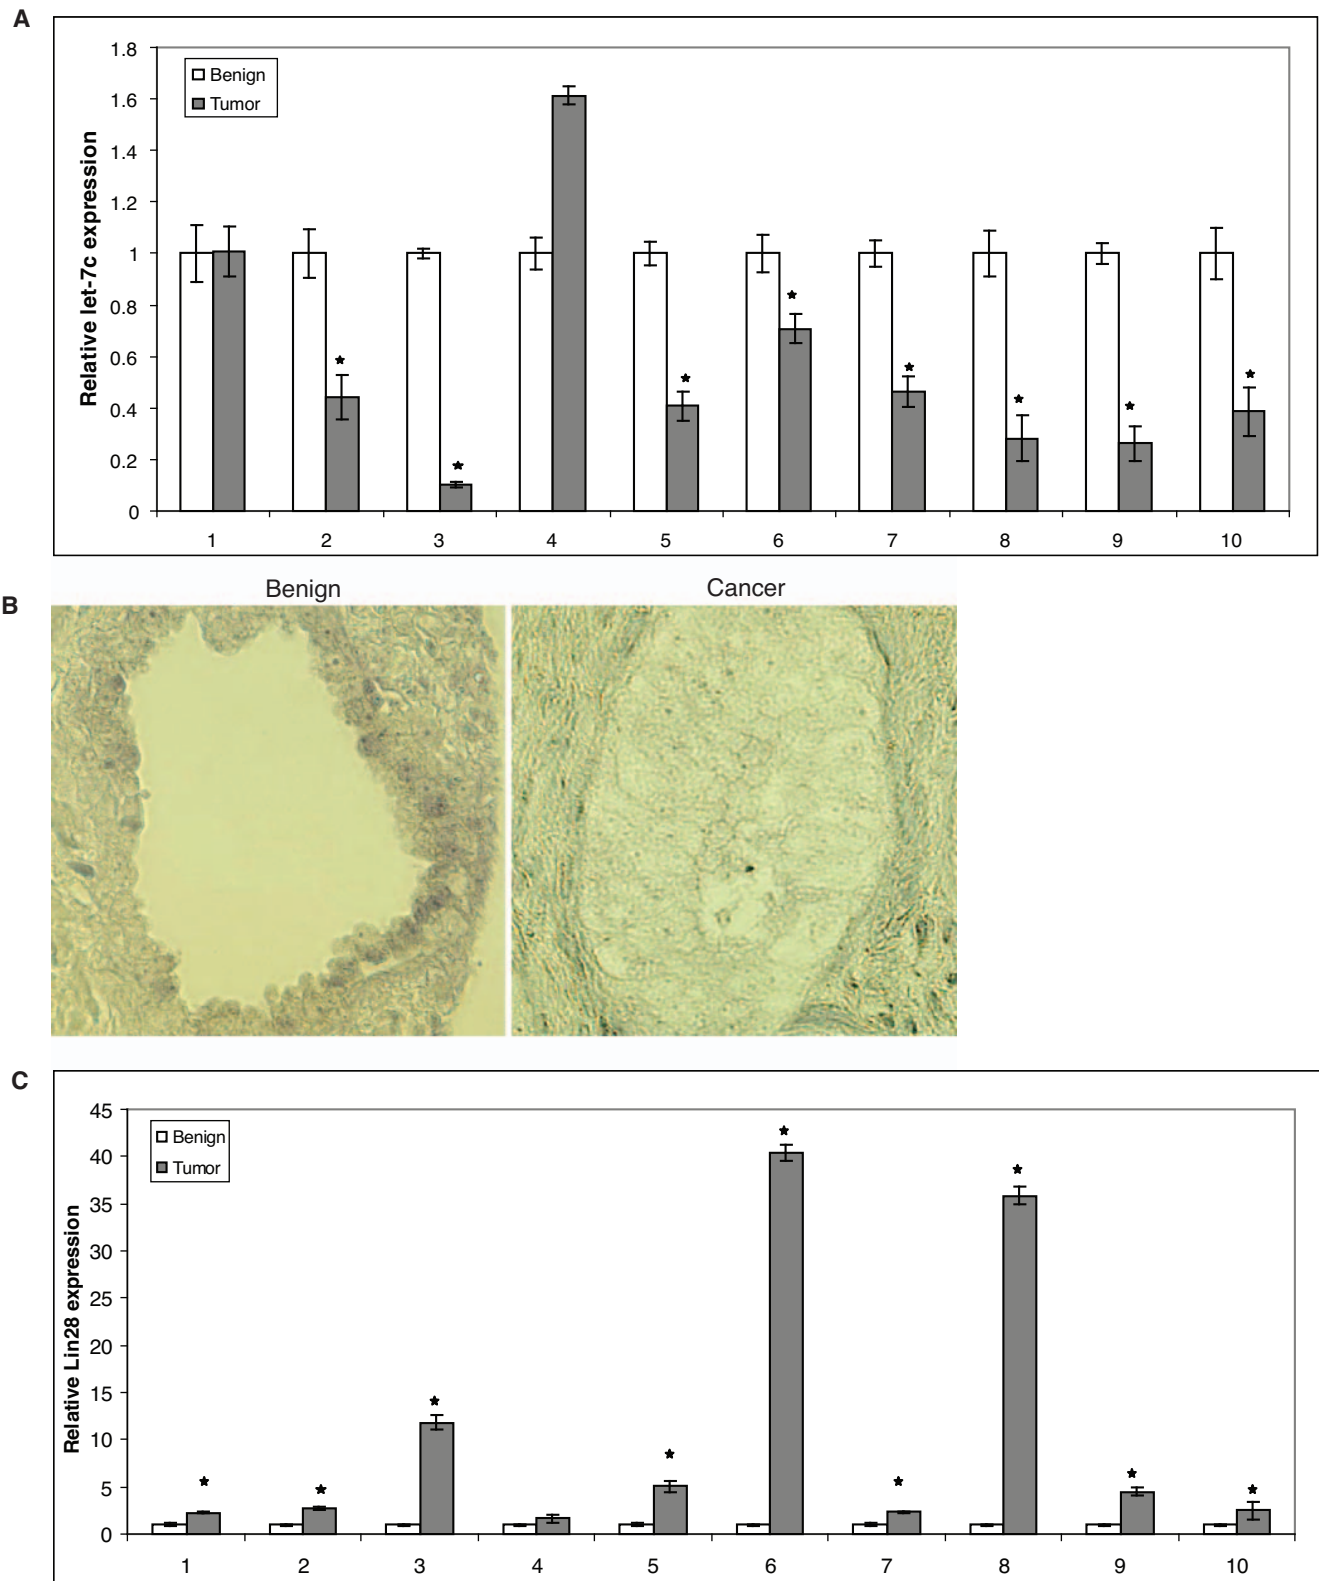 A
Relative let-7c expression
1.8
1.6
1.4
1.2
1
0.8
0.6
0.4
0.2
0
Benign
Tumor
1 2 3 4 5 6 7 8 9 10
B
Benign Cancer
C
Relative Lin28 expression
45
40
35
30
25
20
15
10
5
0
Benign
Tumor
1 2 3 4 5 6 7 8 9 10